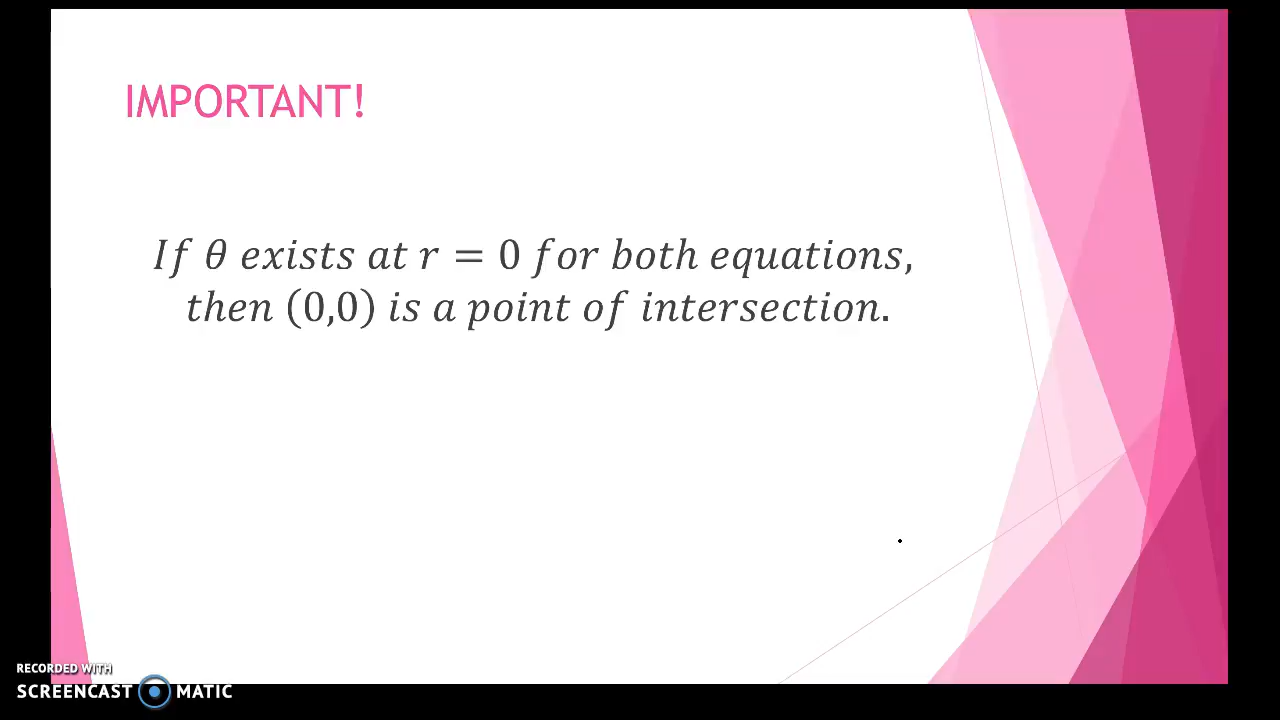 IMPORTANT!
If θ exists at r = 0 for both equations,
then (0,0) is a point of intersection.
RECORDED WITH
SCREENCAST MATIC